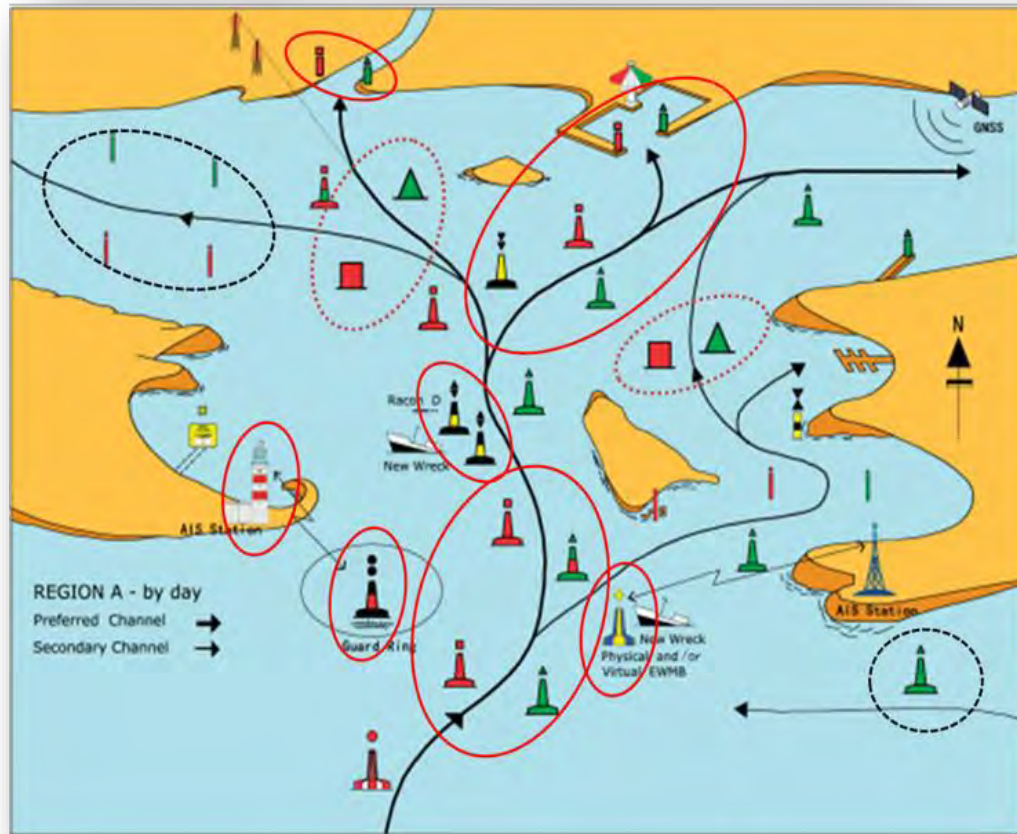 GNSS
N
Racon D
New Wreck
AIS Station
REGION A - by day
Preferred Channel
Secondary Channel
Guard Ring
New Wreck
Physical and/or
Virtual EWMB
AIS Station